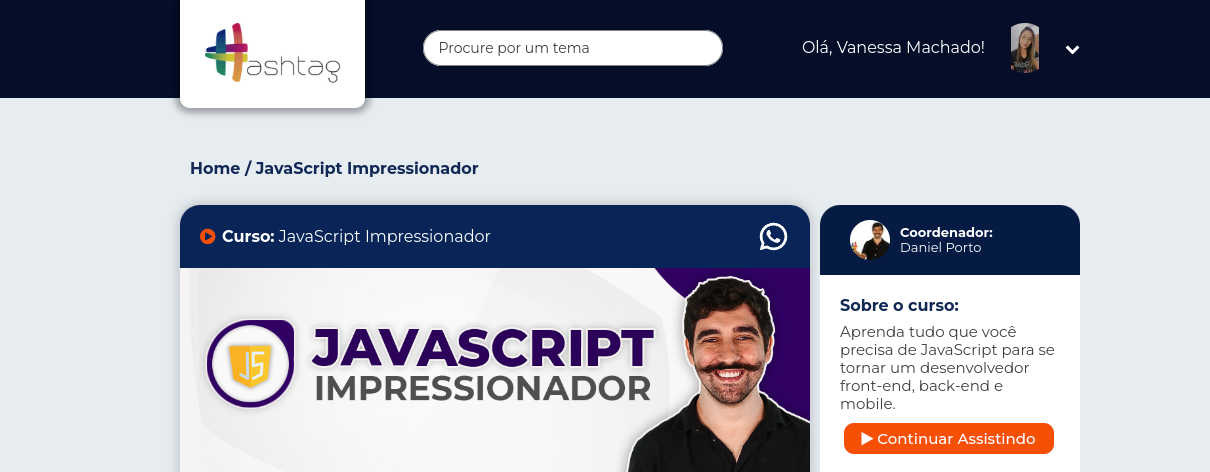 Hashtag
Procure por um tema
Olá, Vanessa Machado!
Home / JavaScript Impressionador
Curso: JavaScript Impressionador
JS
JAVASCRIPT
IMPRESSIONADOR
Coordenador:
Daniel Porto
Sobre o curso:
Aprenda tudo que você
precisa de JavaScript para se
tornar um desenvolvedor
front-end, back-end e
mobile.
Continuar Assistindo